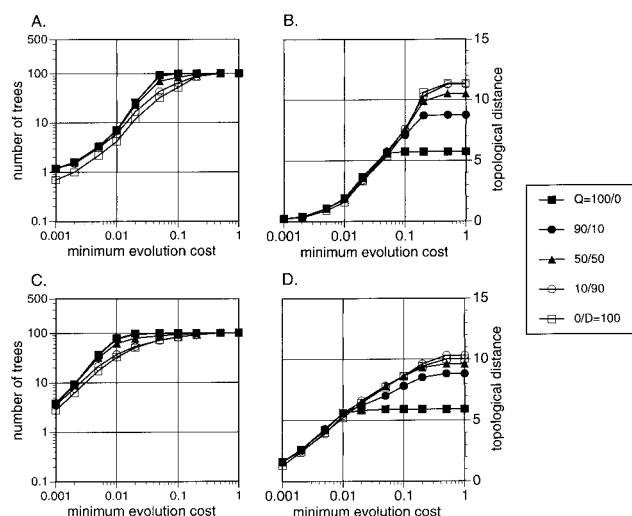 A.
500
100
10
1
0.1
number of trees
0.001 0.01 0.1 1
minimum evolution cost
B.
15
10
5
0
topological distance
0.001 0.01 0.1 1
minimum evolution cost
C.
500
100
10
1
0.1
number of trees
0.001 0.01 0.1 1
minimum evolution cost
D.
15
10
5
0
topological distance
0.001 0.01 0.1 1
minimum evolution cost
Q=100/0
90/10
50/50
10/90
0/D=100